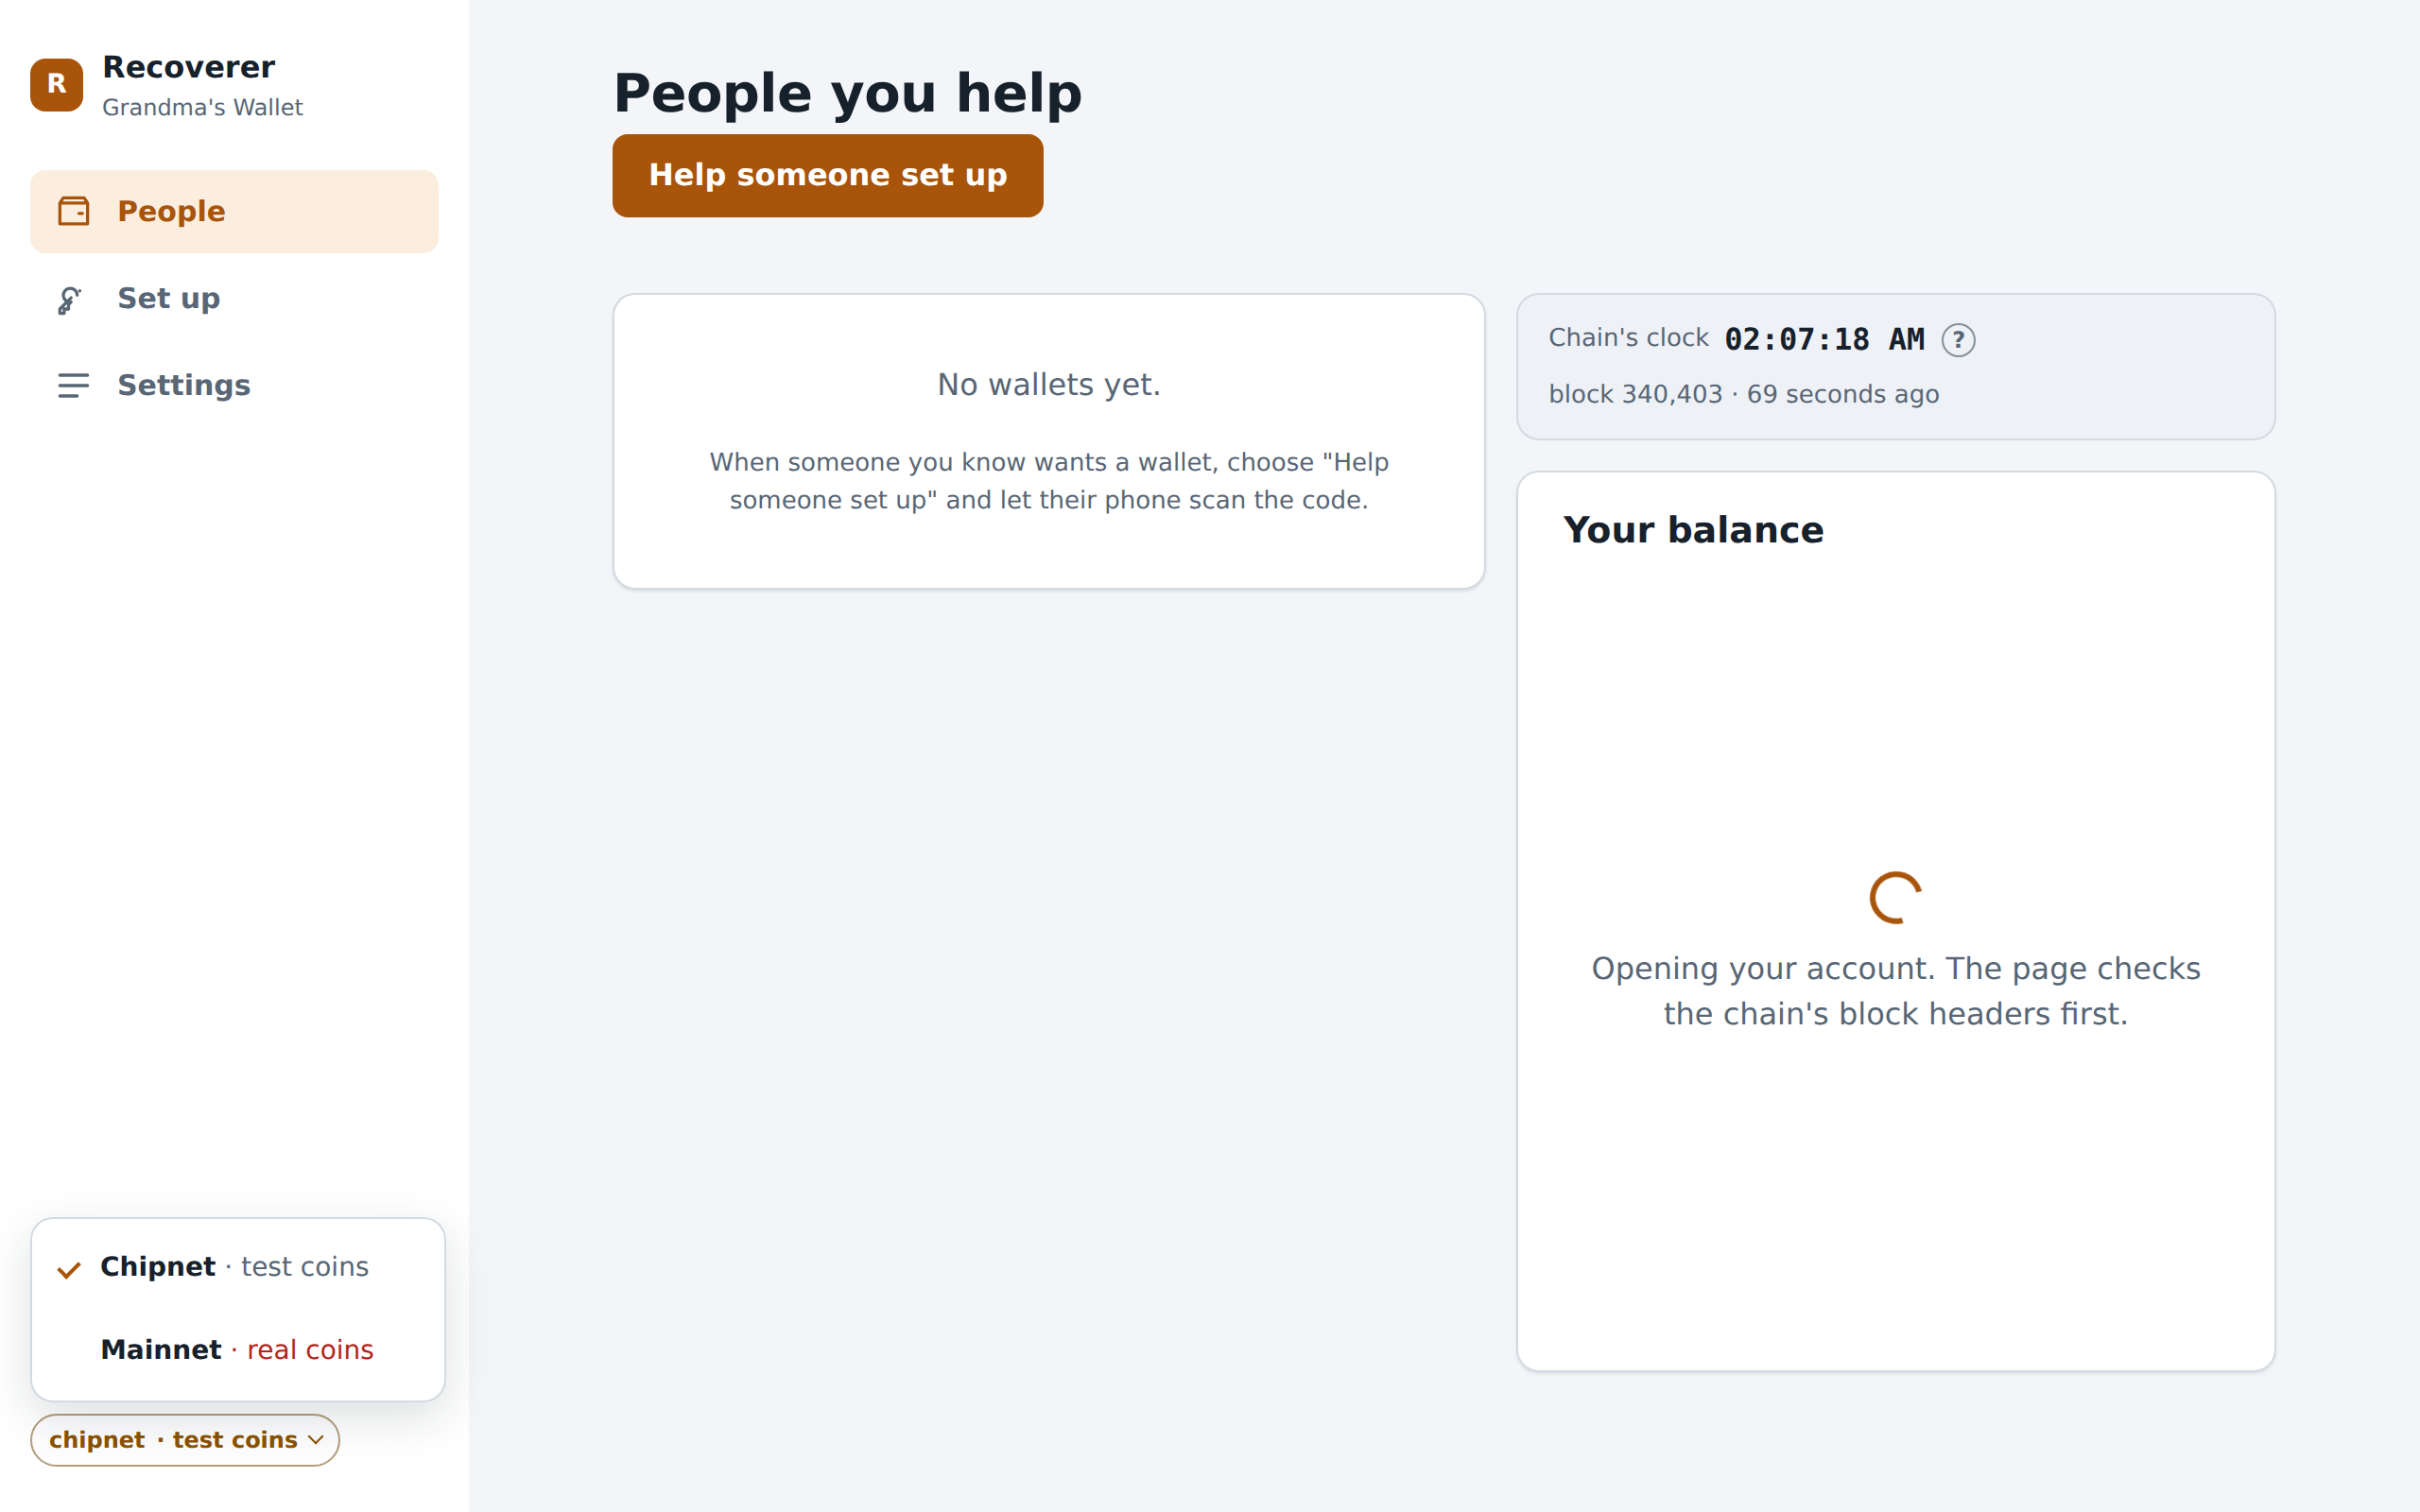 R
Recoverer
Grandma's Wallet
People
Set up
Settings
Chipnet · test coins
Mainnet · real coins
chipnet · test coins
People you help
Help someone set up
No wallets yet.
When someone you know wants a wallet, choose "Help
someone set up" and let their phone scan the code.
Chain's clock 02:07:18 AM ?
block 340,403 · 69 seconds ago
Your balance
Opening your account. The page checks
the chain's block headers first.